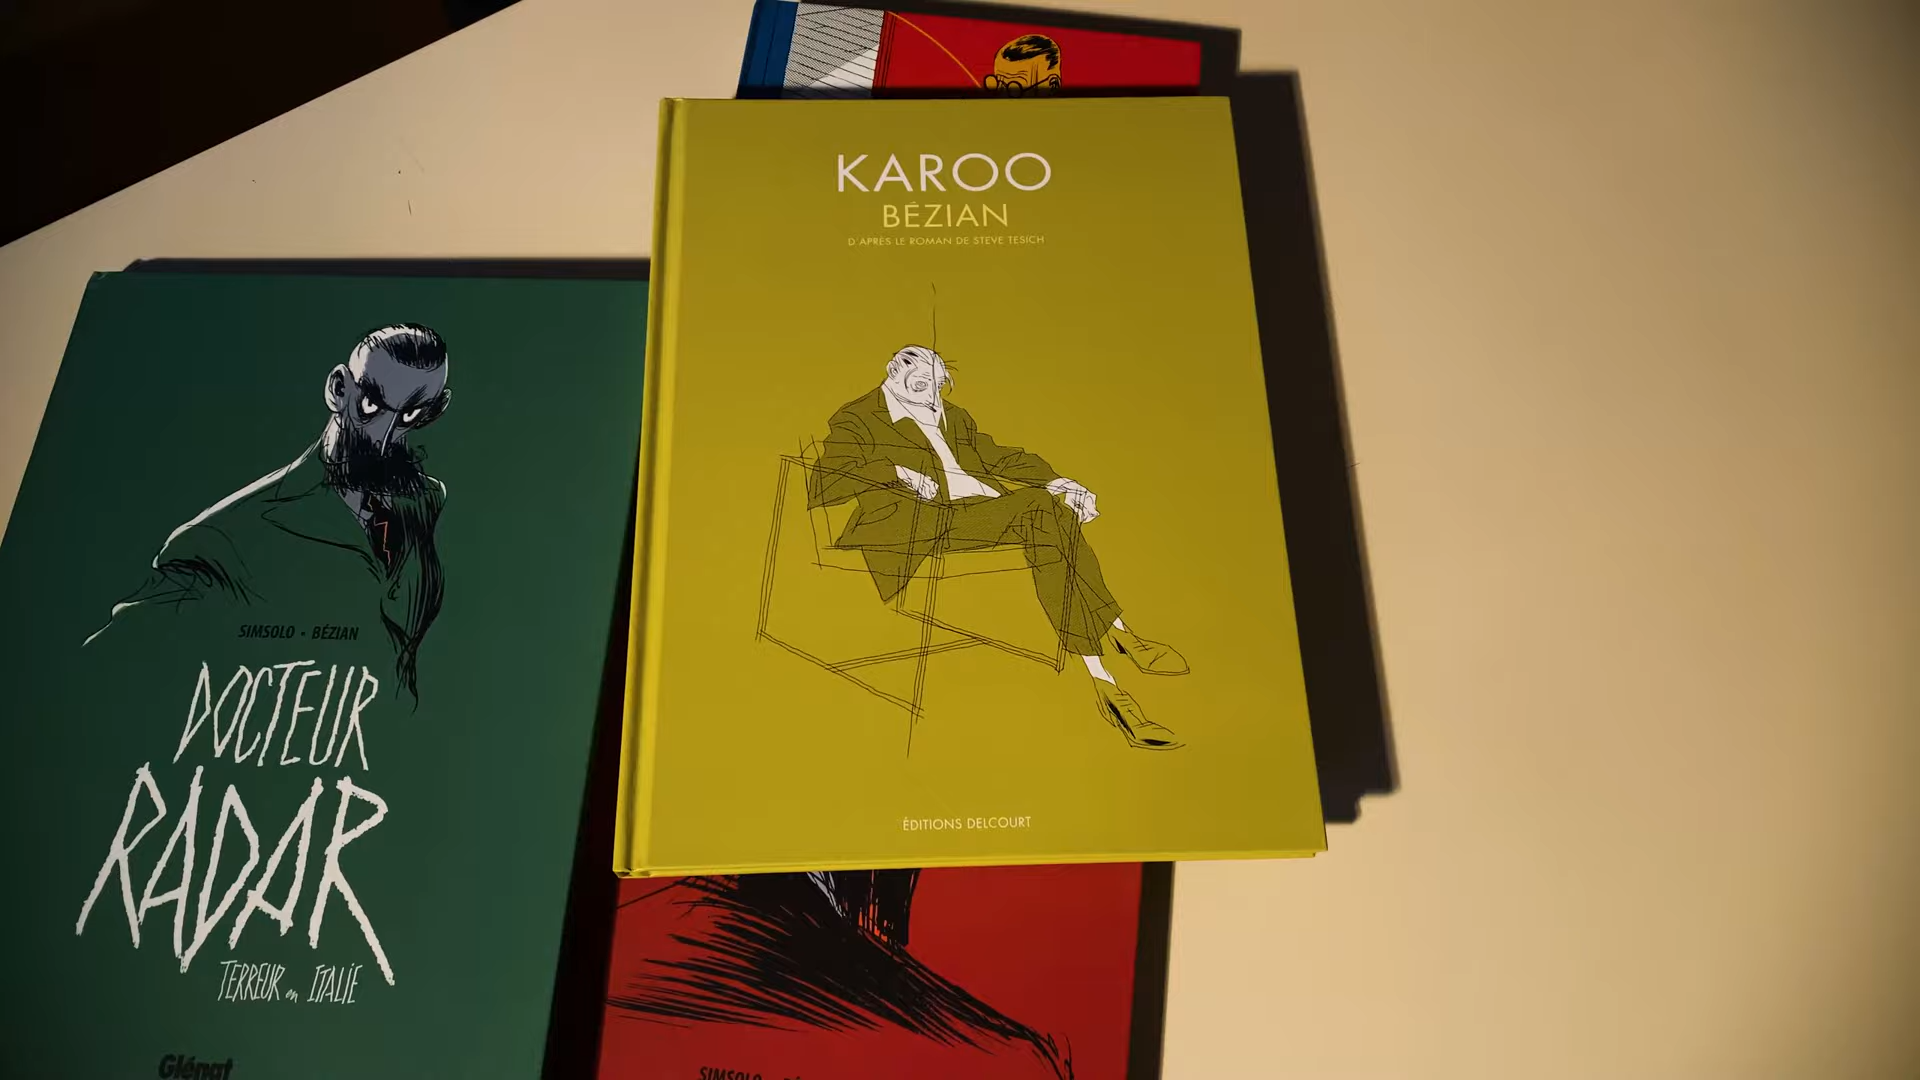 KAROO
BÉZIAN
D'APRÈS LE ROMAN DE STEVE TESICH
ÉDITIONS DELCOURT
SIMSOLO • BÉZIAN
DOCTEUR
RADAR
TERREUR en ITALIE
Glénat
SIMSOLO